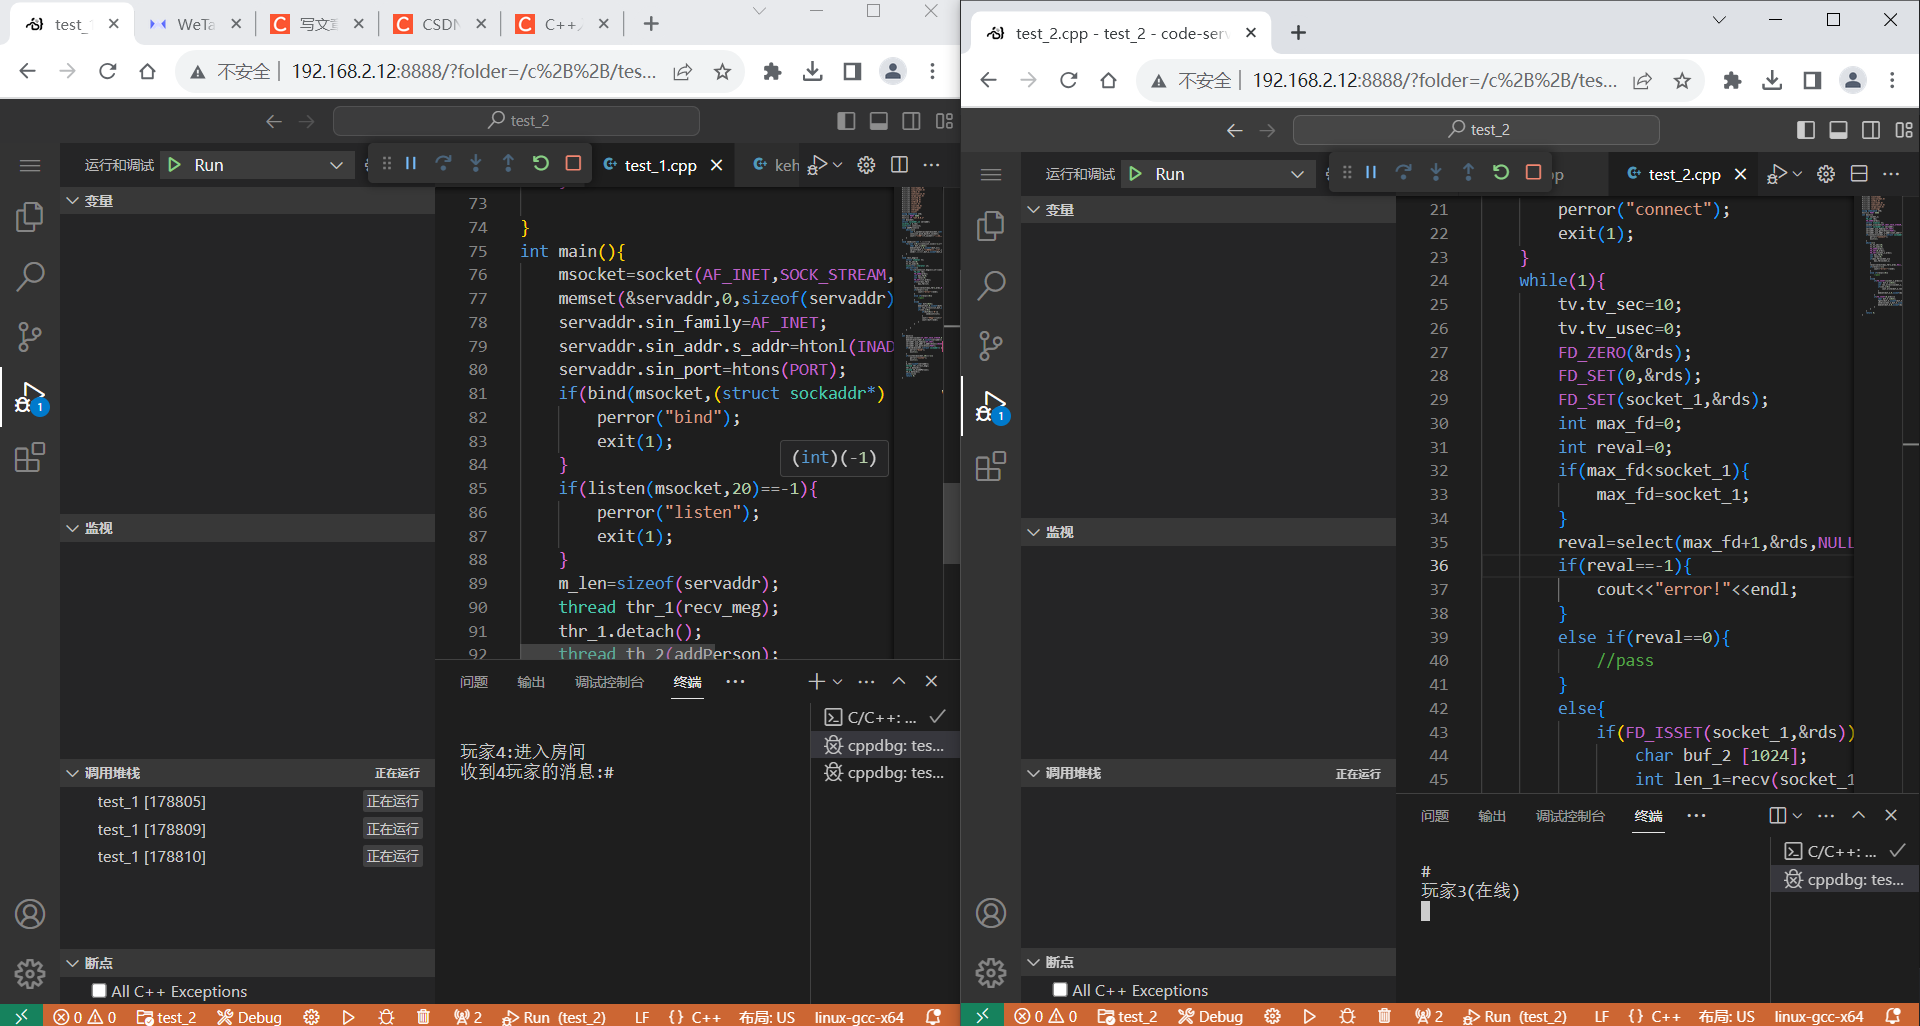 test_
WeTa
写文章
CSDN
C++
不安全
192.168.2.12:8888/?folder=/c%2B%2B/tes...
test_2
运行和调试
Run
test_1.cpp
keh
变量
监视
调用堆栈
正在运行
test_1 [178805]
正在运行
test_1 [178809]
正在运行
test_1 [178810]
正在运行
断点
All C++ Exceptions
73
74 }
75 int main(){
76 msocket=socket(AF_INET,SOCK_STREAM,
77 memset(&servaddr,0,sizeof(servaddr)
78 servaddr.sin_family=AF_INET;
79 servaddr.sin_addr.s_addr=htonl(INAD
80 servaddr.sin_port=htons(PORT);
81 if(bind(msocket,(struct sockaddr*)
82 perror("bind");
83 exit(1);
(int)(-1)
84 }
85 if(listen(msocket,20)==-1){
86 perror("listen");
87 exit(1);
88 }
89 m_len=sizeof(servaddr);
90 thread thr_1(recv_meg);
91 thr_1.detach();
92 thread th_2(addPerson);
问题
输出
调试控制台
终端
C/C++: ...
cppdbg: tes...
cppdbg: tes...
玩家4:进入房间
收到4玩家的消息:#
0
0
test_2
Debug
2
Run (test_2)
LF
{ } C++
布局: US
linux-gcc-x64
1
test_2.cpp - test_2 - code-serv
不安全
192.168.2.12:8888/?folder=/c%2B%2B/tes...
test_2
运行和调试
Run
pp
test_2.cpp
变量
监视
调用堆栈
正在运行
断点
All C++ Exceptions
21 perror("connect");
22 exit(1);
23 }
24 while(1){
25 tv.tv_sec=10;
26 tv.tv_usec=0;
27 FD_ZERO(&rds);
28 FD_SET(0,&rds);
29 FD_SET(socket_1,&rds);
30 int max_fd=0;
31 int reval=0;
32 if(max_fd<socket_1){
33 max_fd=socket_1;
34 }
35 reval=select(max_fd+1,&rds,NULL
36 if(reval==-1){
37 cout<<"error!"<<endl;
38 }
39 else if(reval==0){
40 //pass
41 }
42 else{
43 if(FD_ISSET(socket_1,&rds))
44 char buf_2 [1024];
45 int len_1=recv(socket_1
问题
输出
调试控制台
终端
C/C++: ...
cppdbg: tes...
#
玩家3(在线)
0
0
test_2
Debug
2
Run (test_2)
LF
{ } C++
布局: US
linux-gcc-x64
1